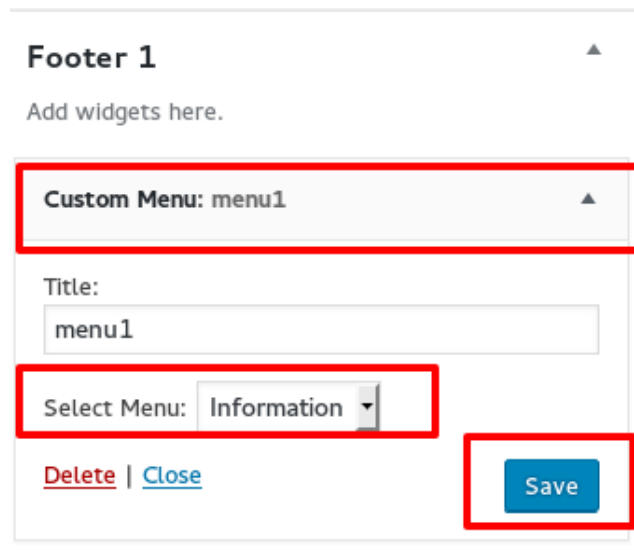 Footer 1
Add widgets here.
Custom Menu: menu1
Title:
menu1
Select Menu: Information
Delete | Close
Save